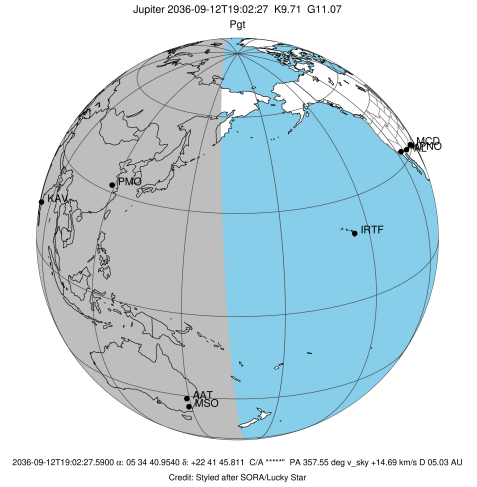 Jupiter 2036-09-12T19:02:27 K9.71 G11.07
Pgt
MCD
KPNO
PMO
KAV
IRTF
AAT
MSO
2036-09-12T19:02:27.5900 α: 05 34 40.9540 δ: +22 41 45.811 C/A *****" PA 357.55 deg v_sky +14.69 km/s D 05.03 AU
Credit: Styled after SORA/Lucky Star